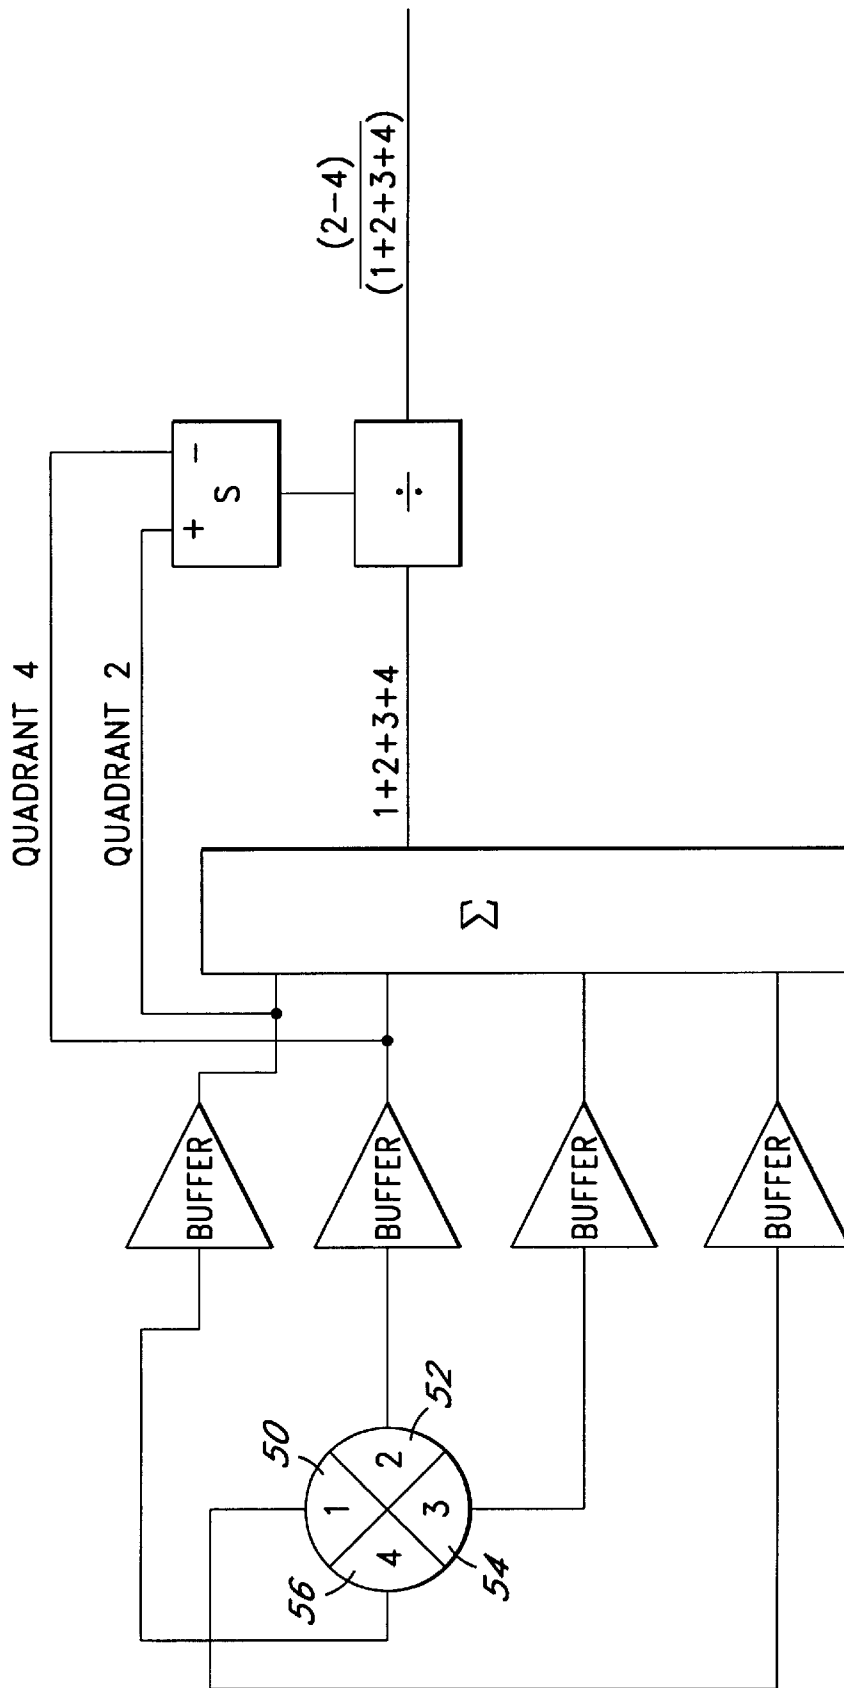 QUADRANT 4
QUADRANT 2
+
−
S
÷
(2−4)
(1+2+3+4)
1+2+3+4
Σ
BUFFER
BUFFER
BUFFER
BUFFER
50
52
54
56
1
2
3
4